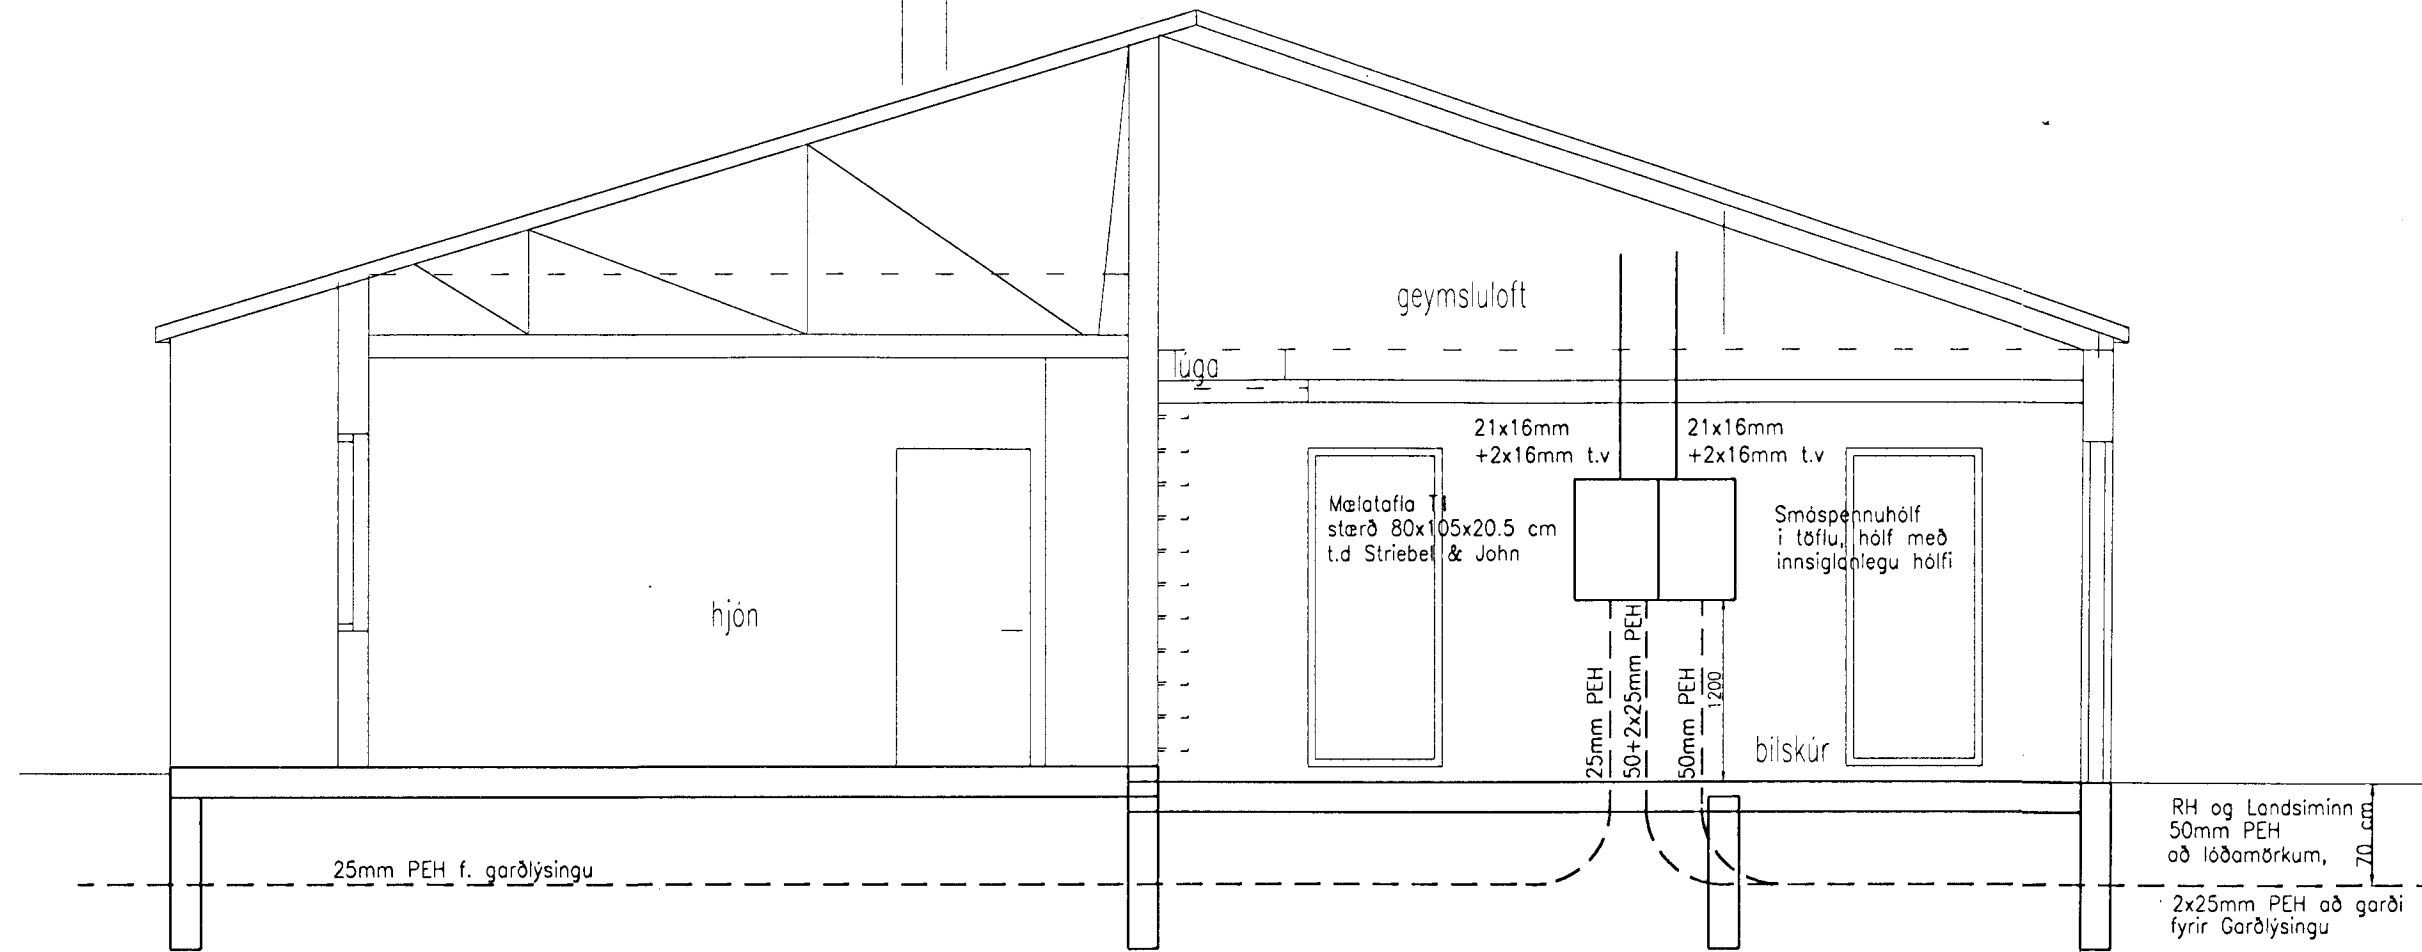 geymsluloft
lúga
21x16mm
+2x16mm t.v
21x16mm
+2x16mm t.v
Mælatafla T1
stærð 80x105x20.5 cm
t.d Striebel & John
Smáspennuhólf
i töflu, hólf með
innsiglanlegu hólfi
hjón
25mm PEH
50+2x25mm PEH
50mm PEH
1200
bílskúr
25mm PEH f. garðlýsingu
RH og Landsiminn
50mm PEH
að lóðamörkum,
70 cm
2x25mm PEH að garði
fyrir Garðlýsingu